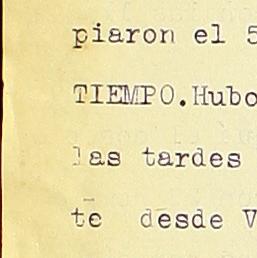 piaron el 5
TIEMPO.Hubo
las tardes
te desde V